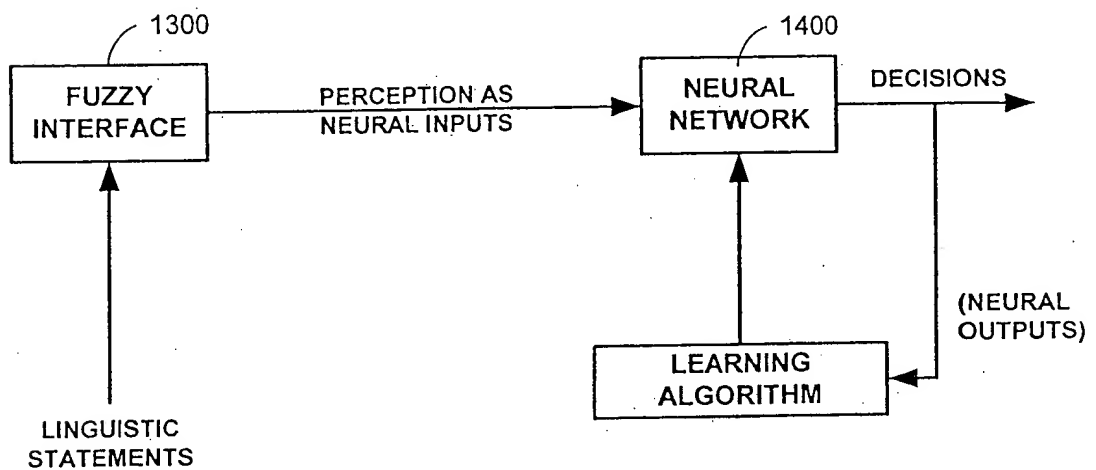 1300
1400
FUZZY
INTERFACE
PERCEPTION AS
NEURAL INPUTS
NEURAL
NETWORK
DECISIONS
(NEURAL
OUTPUTS)
LEARNING
ALGORITHM
LINGUISTIC
STATEMENTS